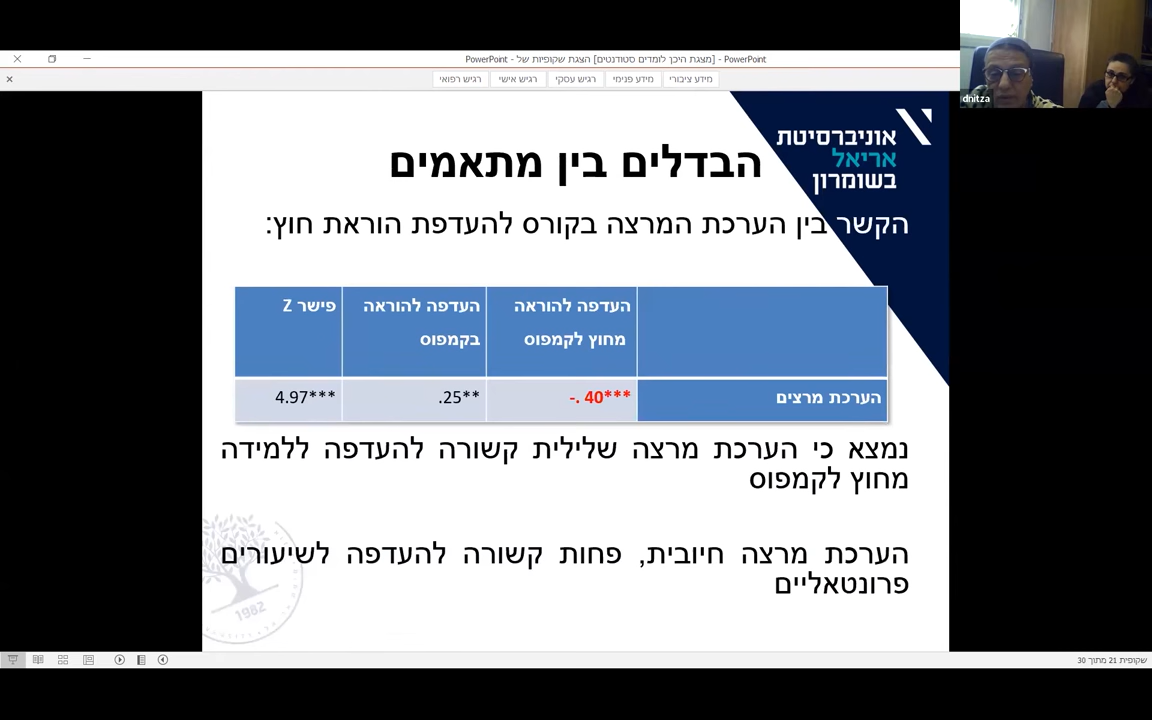 PowerPoint - [מצגת היכן לומדים סטודנטים] הצגת שקופיות של - PowerPoint
מידע ציבורי
מידע פנימי
רגיש עסקי
רגיש אישי
רגיש רפואי
dnitza
אוניברסיטת
אריאל
בשומרון
הבדלים בין מתאמים
הקשר בין הערכת המרצה בקורס להעדפת הוראת חוץ:
העדפה להוראה מחוץ לקמפוס
העדפה להוראה בקמפוס
פישר Z
הערכת מרצים
-. 40***
.25**
4.97***
נמצא כי הערכת מרצה שלילית קשורה להעדפה ללמידה
מחוץ לקמפוס
הערכת מרצה חיובית, פחות קשורה להעדפה לשיעורים
פרונטאליים
1982
שקופית 21 מתוך 30